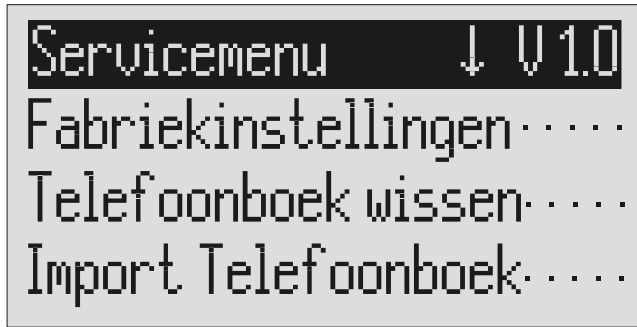 Servicemenu ↓ V1.0
Fabriekinstellingen·····
Telefoonboek wissen·····
Import Telefoonboek·····